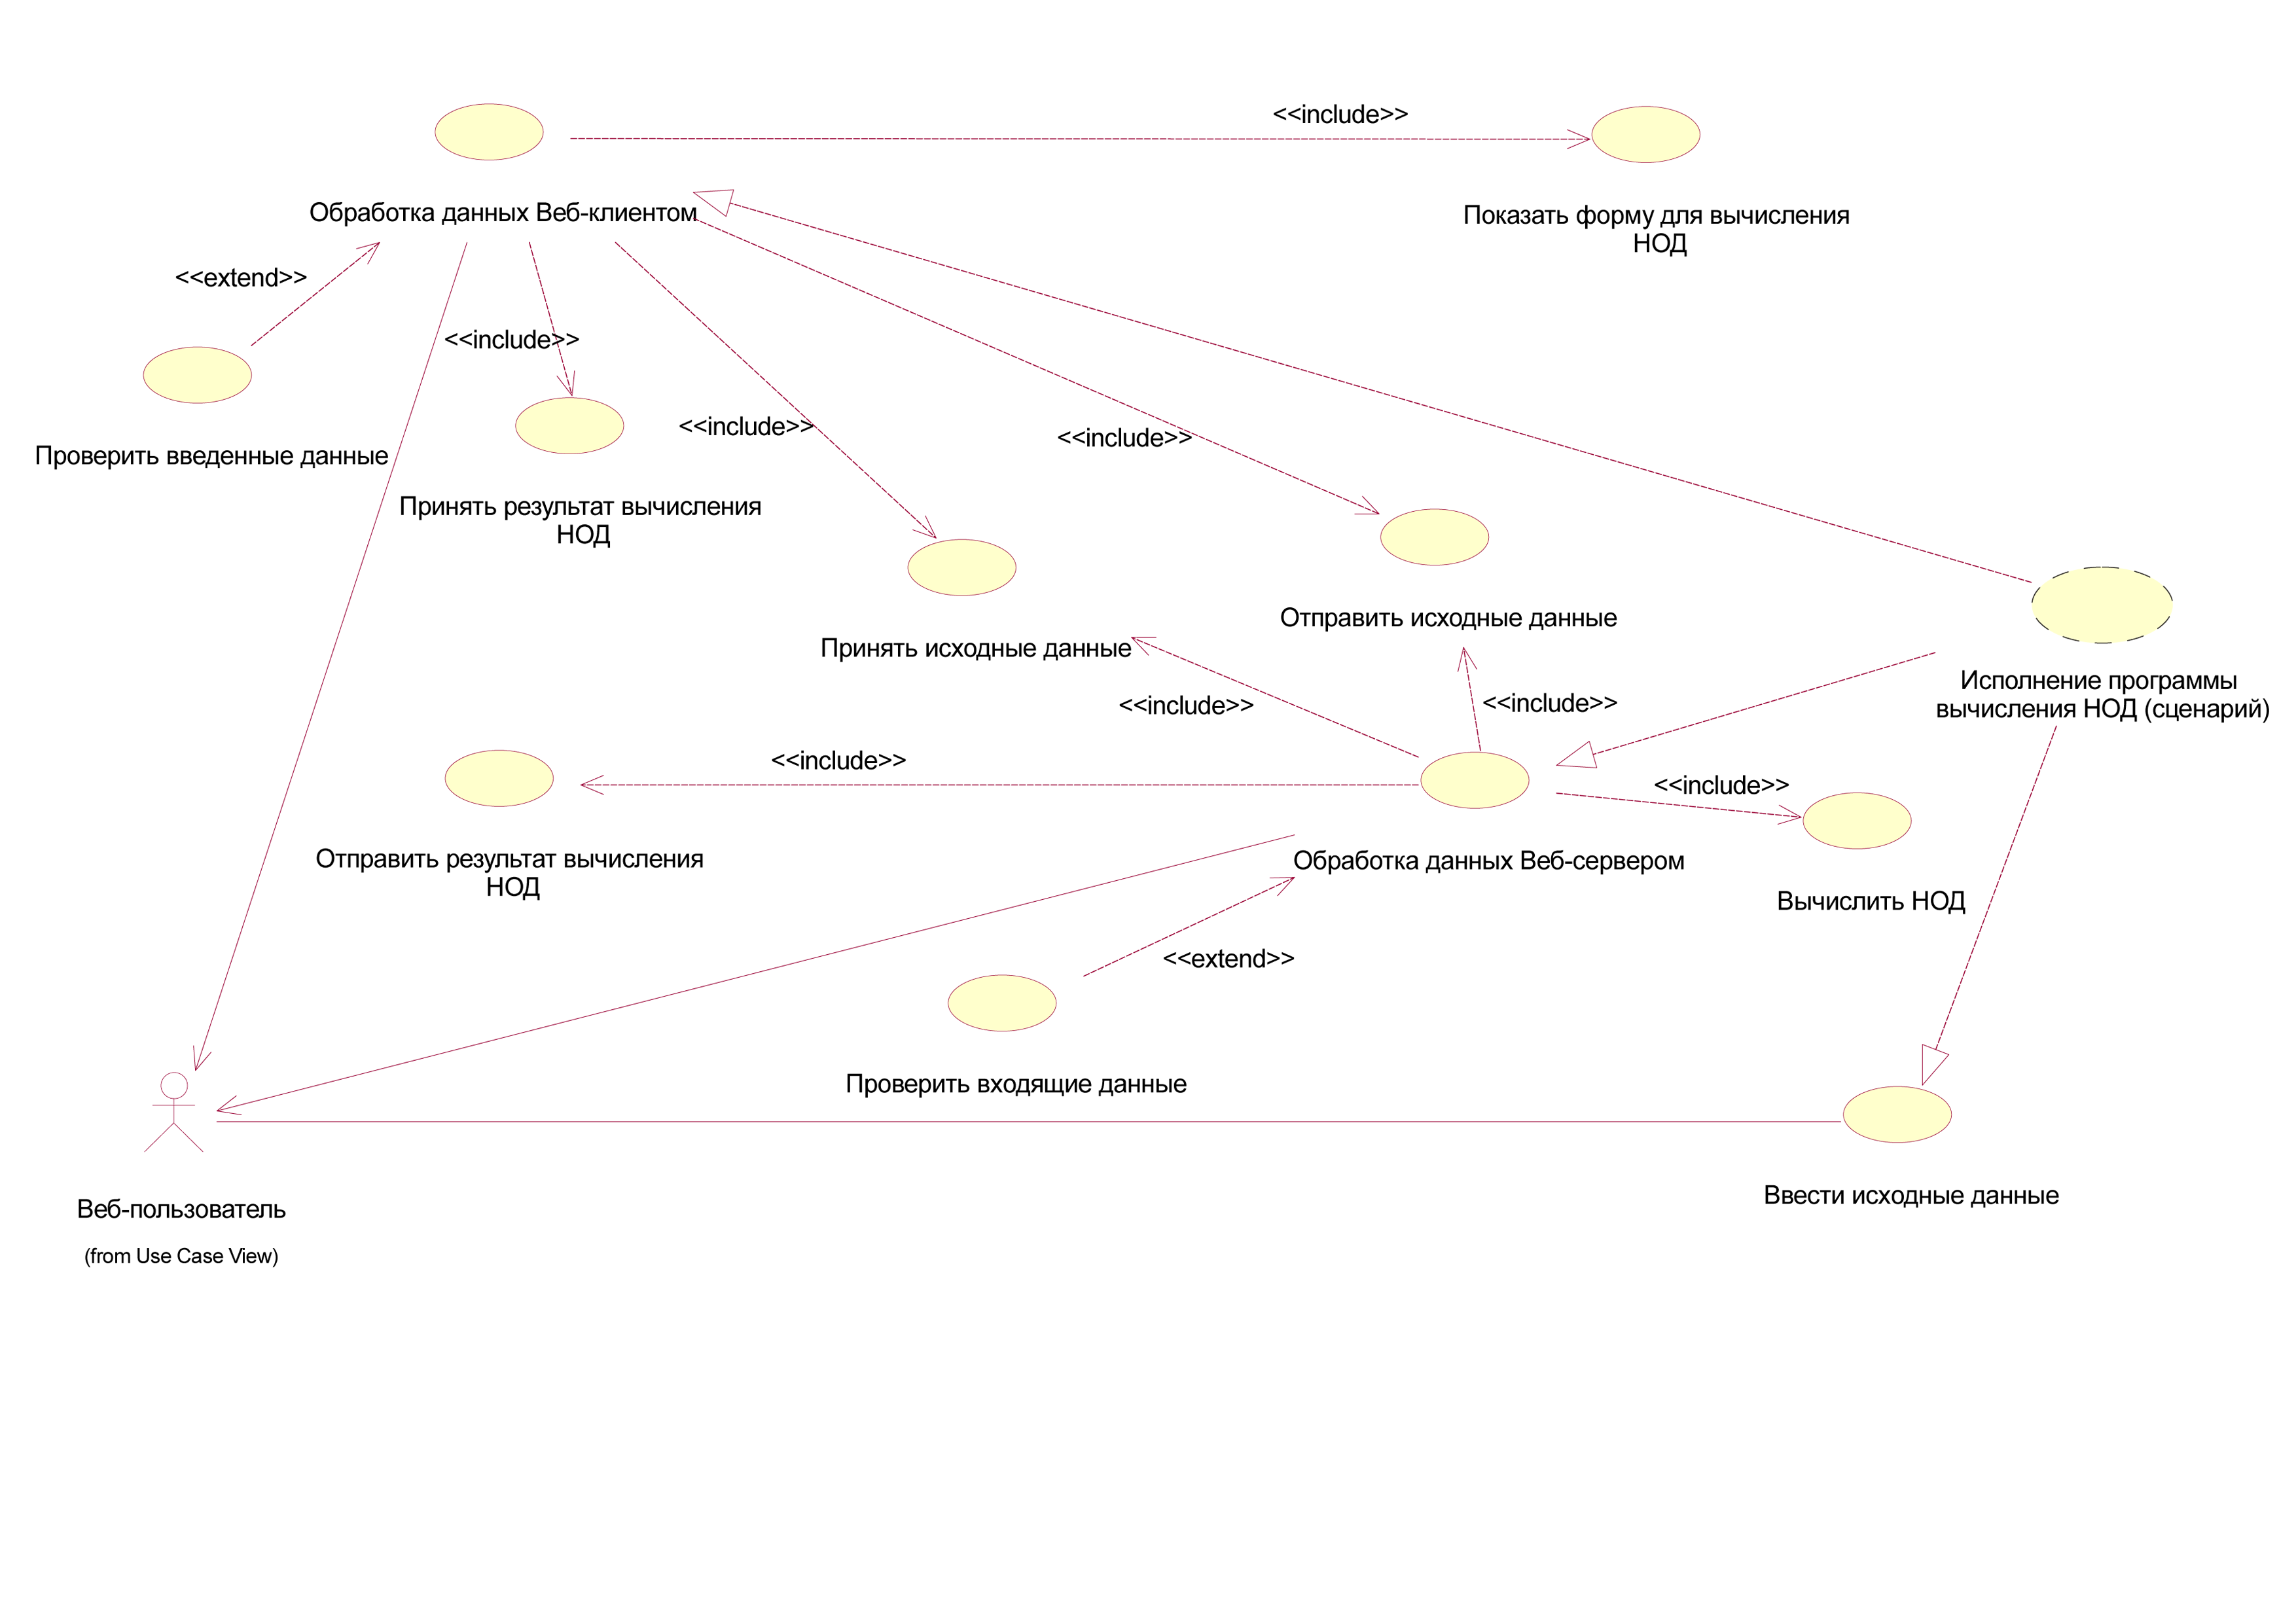 <<include>>
Обработка данных Веб-клиентом
Показать форму для вычисления
НОД
<<extend>>
<<include>>
<<include>>
<<include>>
Проверить введенные данные
Принять результат вычисления
НОД
Отправить исходные данные
Принять исходные данные
Исполнение программы
вычисления НОД (сценарий)
<<include>>
<<include>>
<<include>>
<<include>>
Отправить результат вычисления
НОД
Обработка данных Веб-сервером
Вычислить НОД
<<extend>>
Проверить входящие данные
Веб-пользователь
(from Use Case View)
Ввести исходные данные